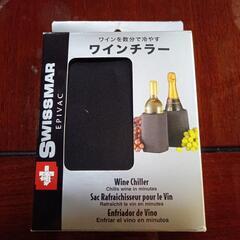 ワインを数分で冷やす
ワインチラー
SWISSMAR
EPIVAC
Wine Chiller
Chills wine in minutes
Sac Rafraîchisseur pour le Vin
Rafraichit la vin en minutes
Enfriador de Vino
Enfriar el vino en minutos